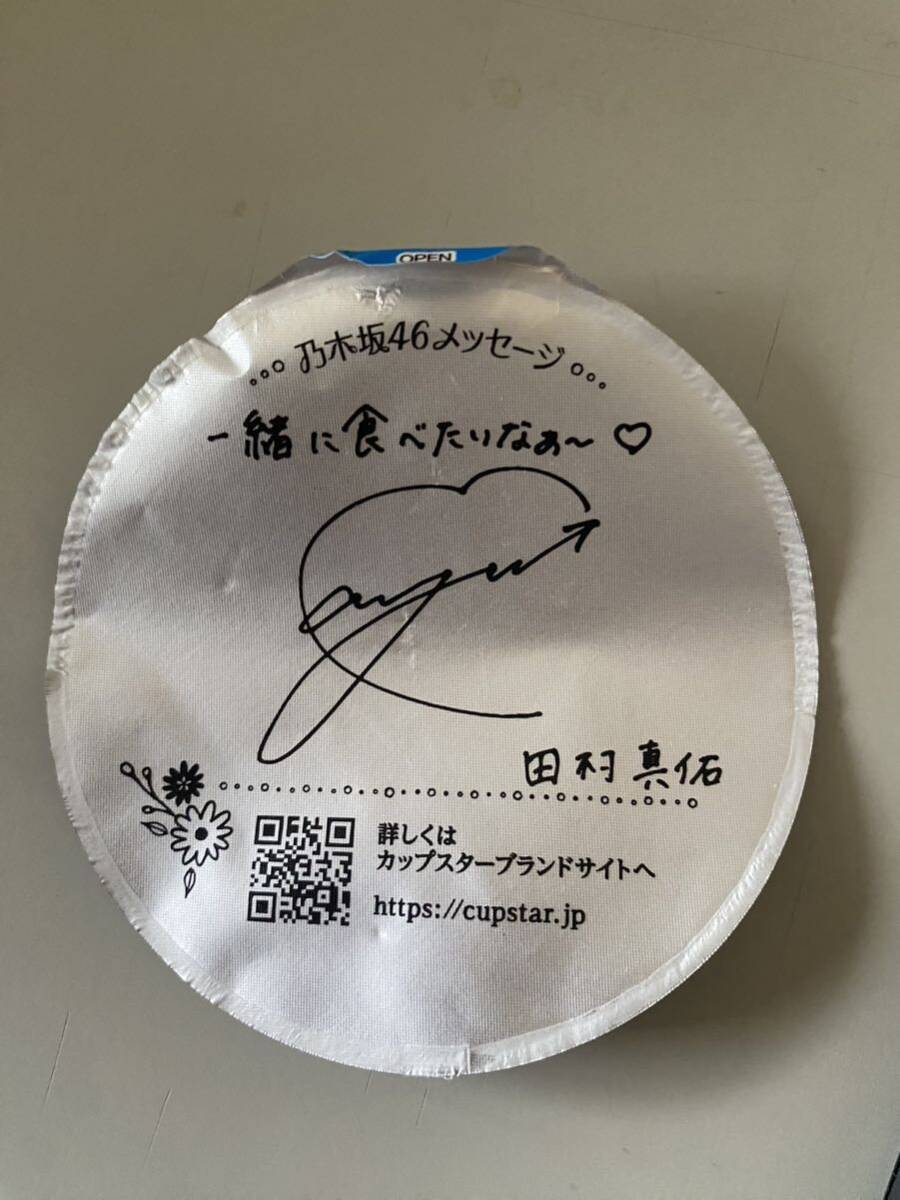 OPEN
乃木坂46メッセージ
一緒に食べたいなぁ〜♡
田村真佑
詳しくは
カップスターブランドサイトへ
https://cupstar.jp